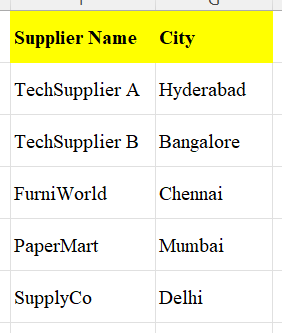 Supplier Name City
TechSupplier A Hyderabad
TechSupplier B Bangalore
FurniWorld Chennai
PaperMart Mumbai
SupplyCo Delhi